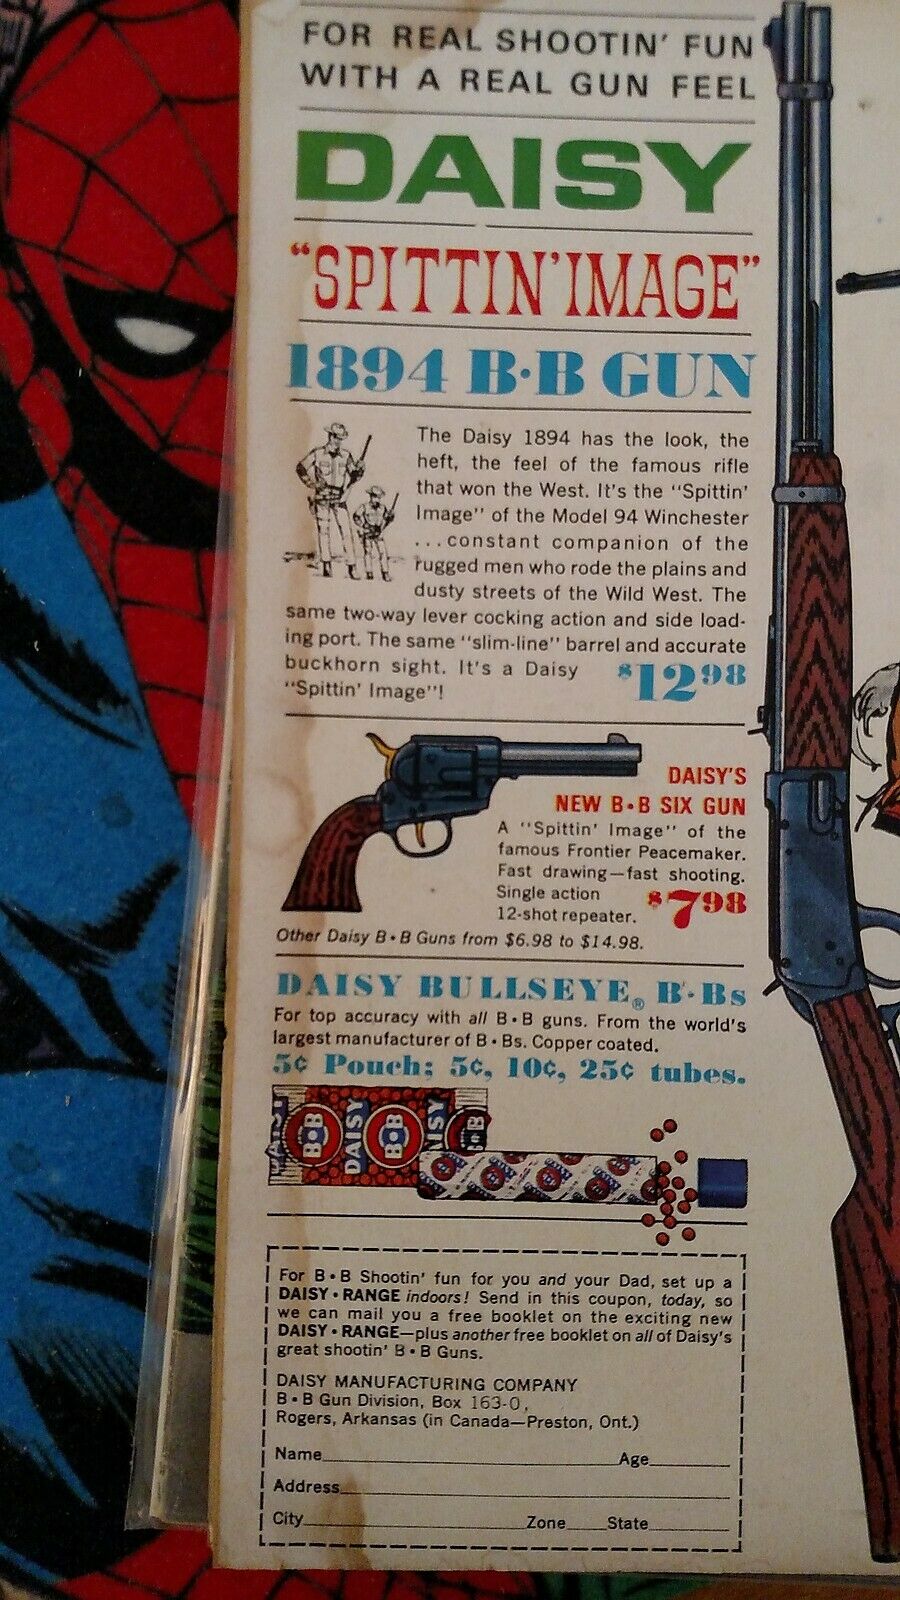 FOR REAL SHOOTIN' FUN
WITH A REAL GUN FEEL
DAISY
"SPITTIN' IMAGE"
1894 B•B GUN
The Daisy 1894 has the look, the
heft, the feel of the famous rifle
that won the West. It's the "Spittin'
Image" of the Model 94 Winchester
...constant companion of the
rugged men who rode the plains and
dusty streets of the Wild West. The
same two-way lever cocking action and side load-
ing port. The same "slim-line" barrel and accurate
buckhorn sight. It's a Daisy
"Spittin' Image"!
$12.98
DAISY'S
NEW B•B SIX GUN
A "Spittin' Image" of the
famous Frontier Peacemaker.
Fast drawing—fast shooting.
Single action
12-shot repeater.
$7.98
Other Daisy B•B Guns from $6.98 to $14.98.
DAISY BULLSEYE® B•Bs
For top accuracy with all B•B guns. From the world's
largest manufacturer of B•Bs. Copper coated.
5¢ Pouch; 5¢, 10¢, 25¢ tubes.
DAISY
B•B
DAISY
B•B
DAISY
B•B
For B•B Shootin' fun for you and your Dad, set up a
DAISY•RANGE indoors! Send in this coupon, today, so
we can mail you a free booklet on the exciting new
DAISY•RANGE—plus another free booklet on all of Daisy's
great shootin' B•B Guns.
DAISY MANUFACTURING COMPANY
B•B Gun Division, Box 163-O,
Rogers, Arkansas (in Canada—Preston, Ont.)
Name Age
Address
City Zone State